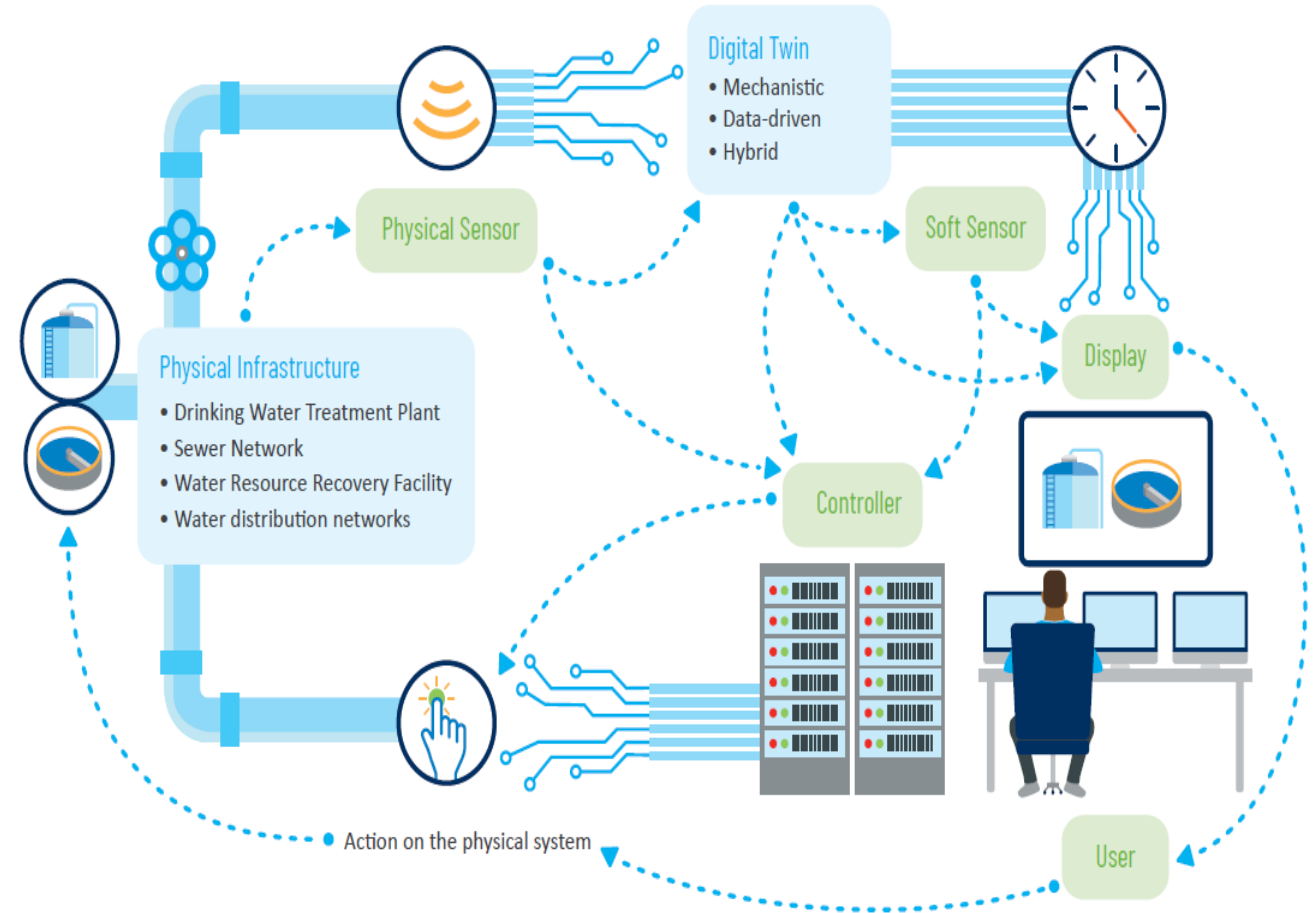 Digital Twin
• Mechanistic
• Data-driven
• Hybrid
Physical Sensor
Soft Sensor
Display
Physical Infrastructure
• Drinking Water Treatment Plant
• Sewer Network
• Water Resource Recovery Facility
• Water distribution networks
Controller
Action on the physical system
User